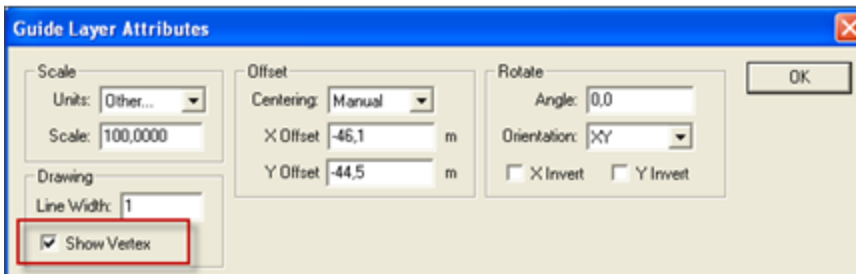 Guide Layer Attributes
Scale
Units: Other...
Scale: 100,0000
Drawing
Line Width: 1
Show Vertex
Offset
Centering: Manual
X Offset -46,1 m
Y Offset -44,5 m
Rotate
Angle: 0,0
Orientation: XY
X Invert Y Invert
OK